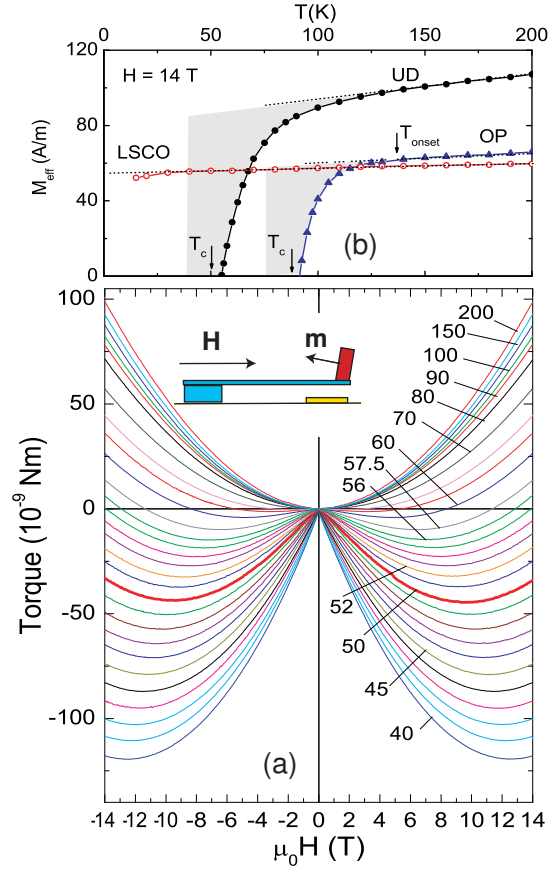 T(K)
0 50 100 150 200
120
80
40
0
M_eff (A/m)
H = 14 T
UD
LSCO
T_onset
OP
T_c
T_c
(b)
100
50
0
-50
-100
Torque (10^-9 Nm)
H
m
200
150
100
90
80
70
60
57.5
56
52
50
45
40
(a)
-14 -12 -10 -8 -6 -4 -2 0 2 4 6 8 10 12 14
μ₀H (T)